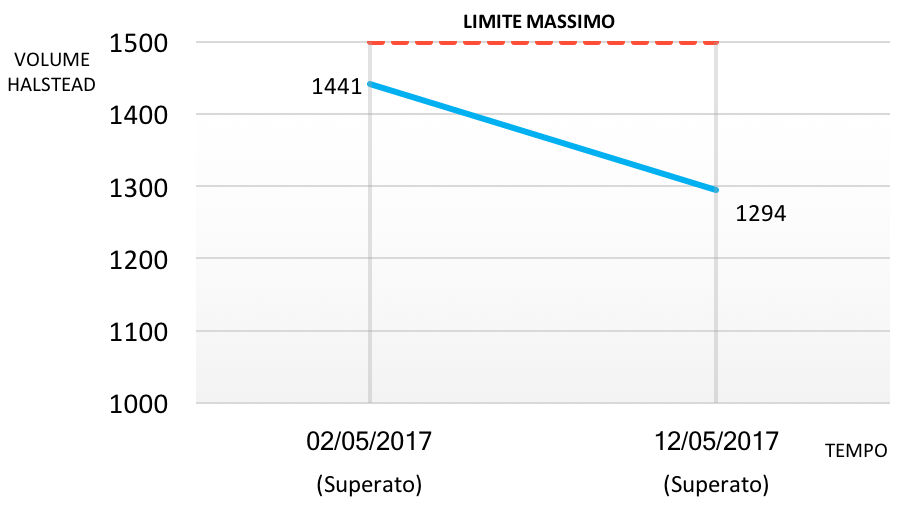 LIMITE MASSIMO
VOLUME
HALSTEAD
1500
1400
1300
1200
1100
1000
1441
1294
02/05/2017
12/05/2017
TEMPO
(Superato)
(Superato)